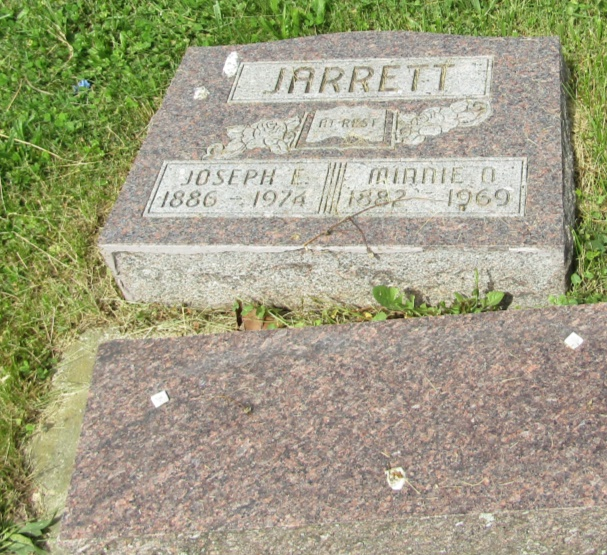 JARRETT
AT REST
JOSEPH E. MINNIE O.
1886 - 1974 1882 - 1969